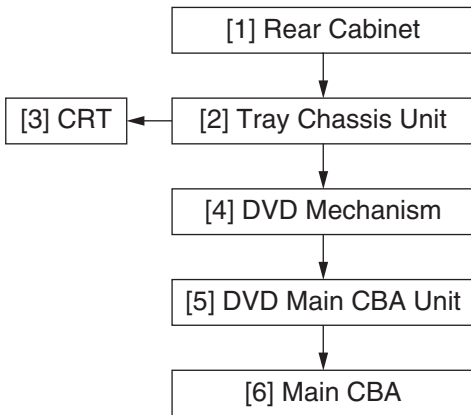 [1] Rear Cabinet
[3] CRT
[2] Tray Chassis Unit
[4] DVD Mechanism
[5] DVD Main CBA Unit
[6] Main CBA